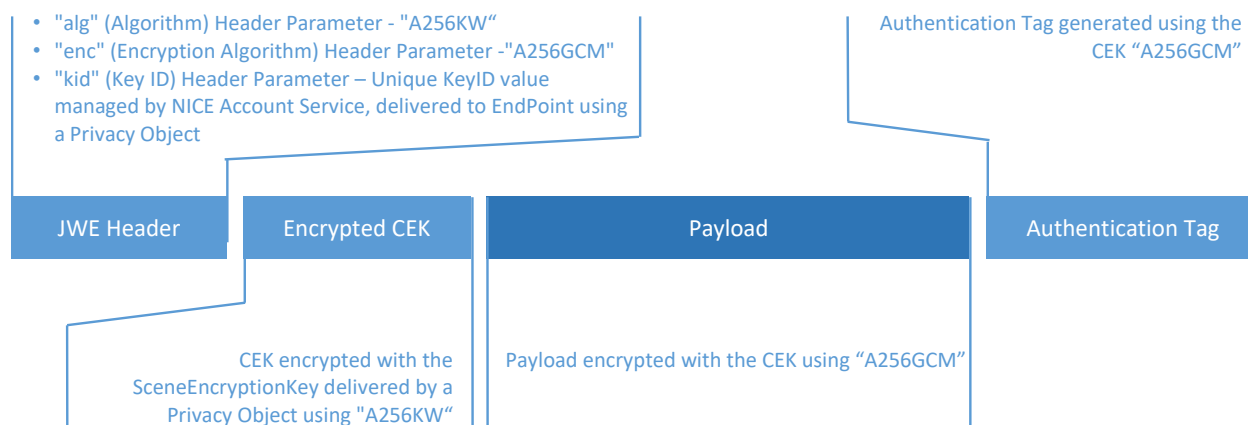 • "alg" (Algorithm) Header Parameter - "A256KW“
• "enc" (Encryption Algorithm) Header Parameter -"A256GCM"
• "kid" (Key ID) Header Parameter – Unique KeyID value
managed by NICE Account Service, delivered to EndPoint using
a Privacy Object
Authentication Tag generated using the
CEK “A256GCM”
JWE Header
Encrypted CEK
Payload
Authentication Tag
CEK encrypted with the
SceneEncryptionKey delivered by a
Privacy Object using "A256KW“
Payload encrypted with the CEK using “A256GCM”